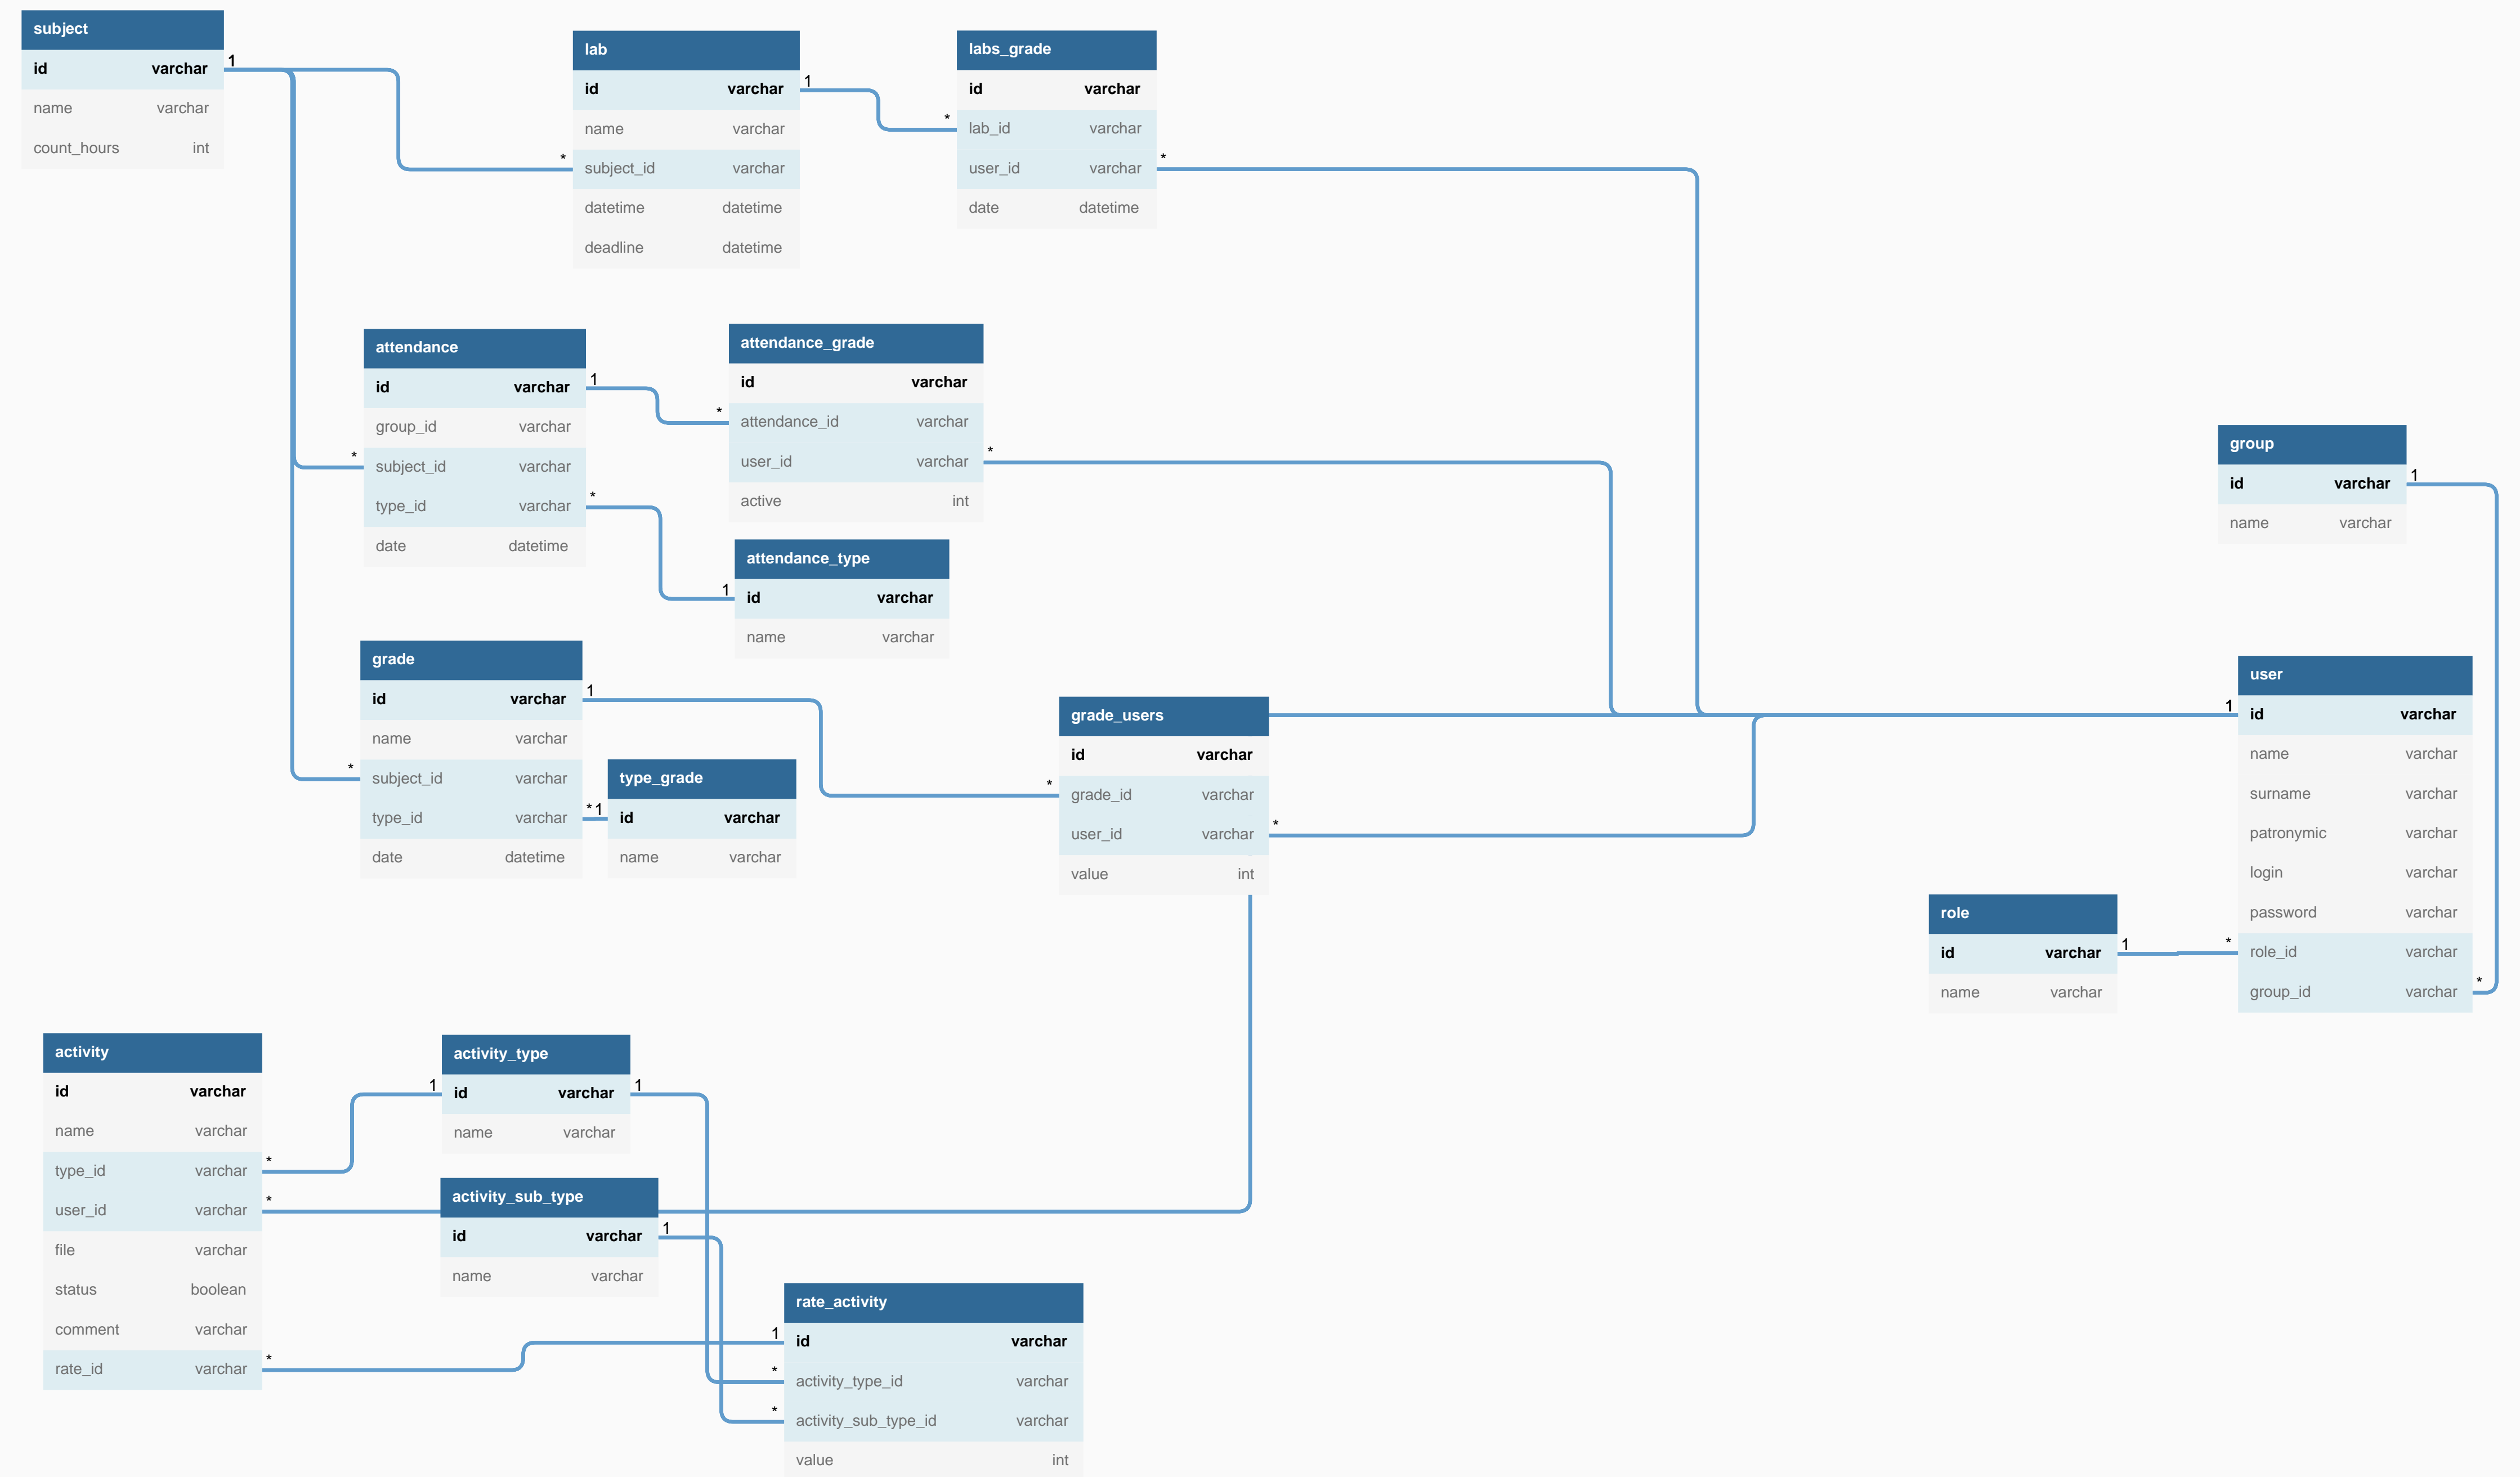 subject
id varchar
name varchar
count_hours int
1
lab
id varchar
name varchar
subject_id varchar
datetime datetime
deadline datetime
1
*
labs_grade
id varchar
lab_id varchar
user_id varchar
date datetime
*
*
attendance
id varchar
group_id varchar
subject_id varchar
type_id varchar
date datetime
1
*
*
attendance_grade
id varchar
attendance_id varchar
user_id varchar
active int
*
*
attendance_type
id varchar
name varchar
1
group
id varchar
name varchar
1
grade
id varchar
name varchar
subject_id varchar
type_id varchar
date datetime
1
*
*
type_grade
id varchar
name varchar
1
grade_users
id varchar
grade_id varchar
user_id varchar
value int
*
*
user
id varchar
name varchar
surname varchar
patronymic varchar
login varchar
password varchar
role_id varchar
group_id varchar
1
*
*
role
id varchar
name varchar
1
activity
id varchar
name varchar
type_id varchar
user_id varchar
file varchar
status boolean
comment varchar
rate_id varchar
*
*
*
activity_type
id varchar
name varchar
1
1
activity_sub_type
id varchar
name varchar
1
rate_activity
id varchar
activity_type_id varchar
activity_sub_type_id varchar
value int
1
*
*